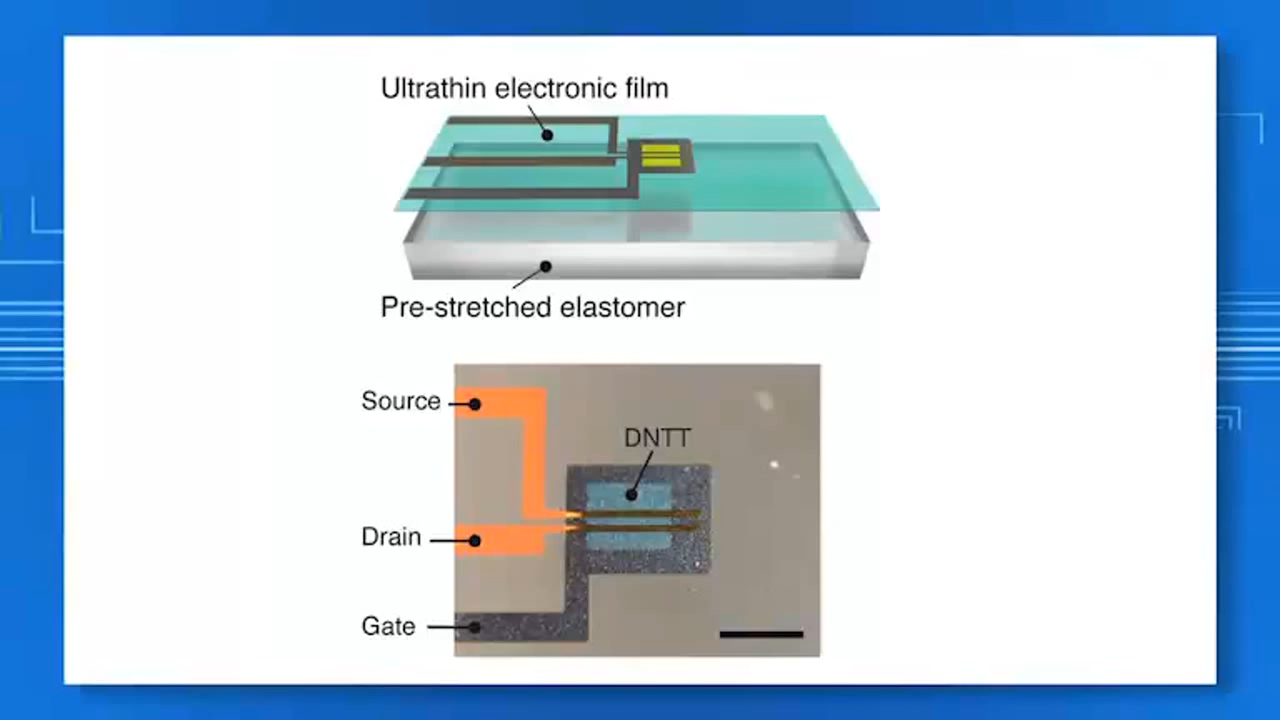 Ultrathin electronic film
Pre-stretched elastomer
Source
DNTT
Drain
Gate